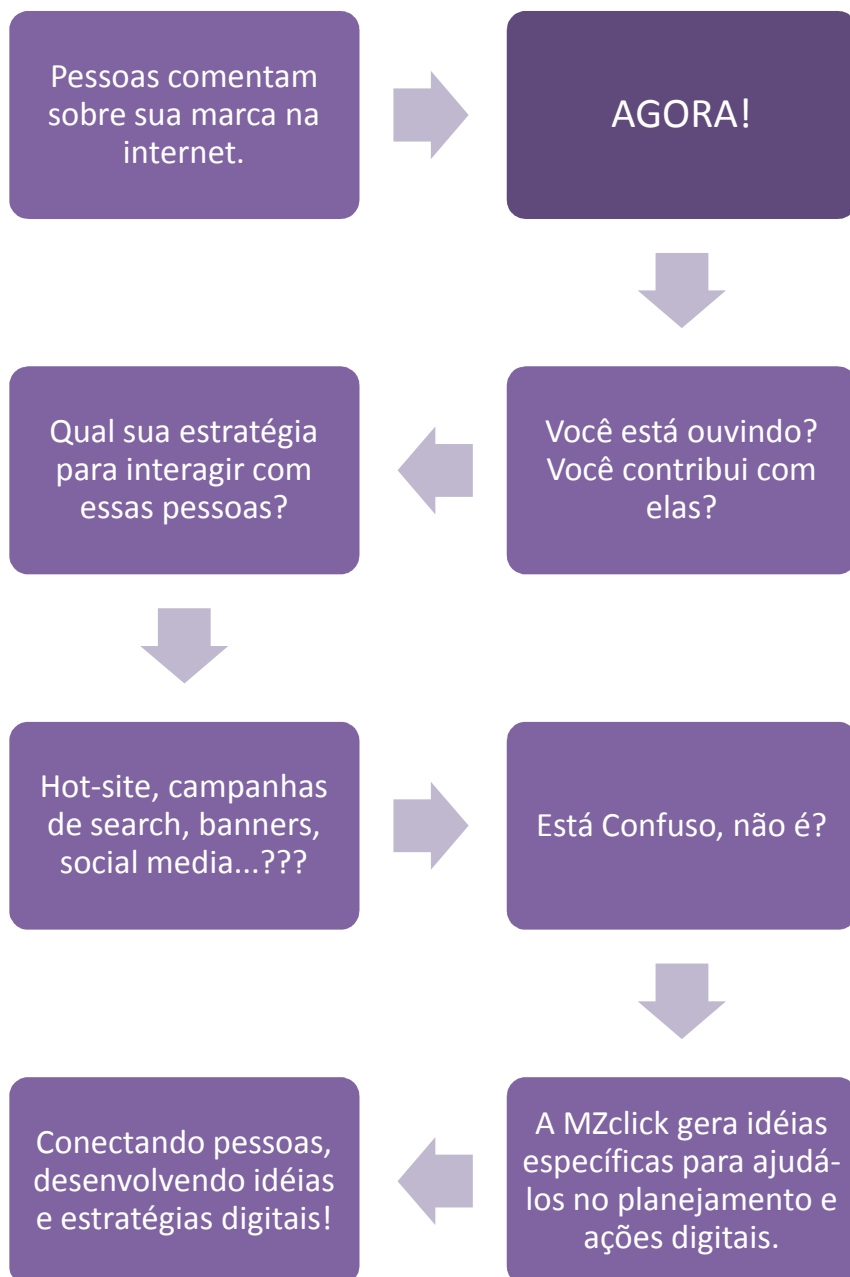 Pessoas comentam
sobre sua marca na
internet.
AGORA!
Você está ouvindo?
Você contribui com
elas?
Qual sua estratégia
para interagir com
essas pessoas?
Hot-site, campanhas
de search, banners,
social media...???
Está Confuso, não é?
A MZclick gera idéias
específicas para ajudá-
los no planejamento e
ações digitais.
Conectando pessoas,
desenvolvendo idéias
e estratégias digitais!